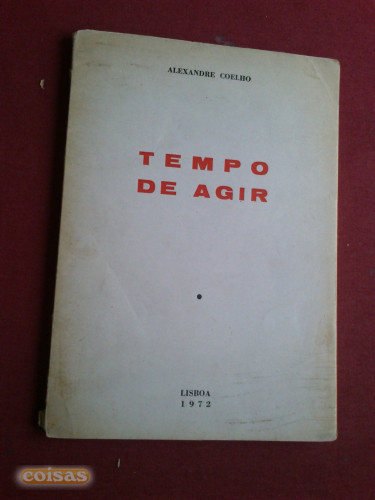 ALEXANDRE COELHO
TEMPO
DE AGIR
LISBOA
1972
coisas